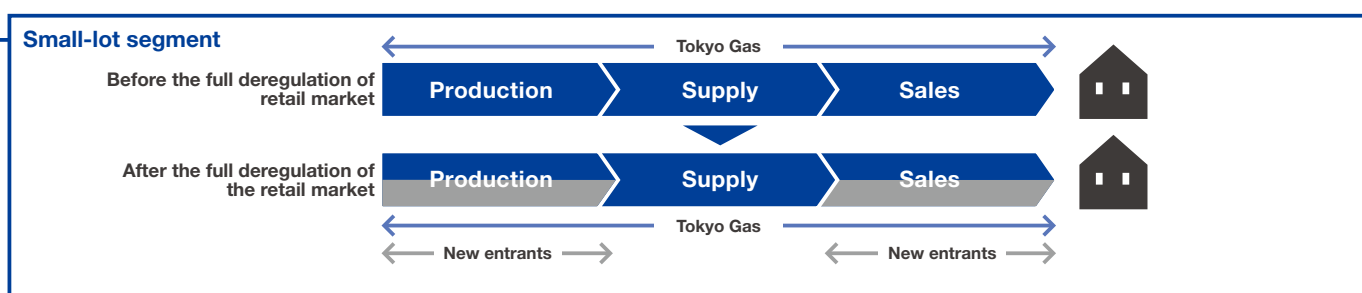 Small-lot segment
Tokyo Gas
Before the full deregulation of
retail market
Production
Supply
Sales
After the full deregulation of
the retail market
Production
Supply
Sales
Tokyo Gas
New entrants
New entrants